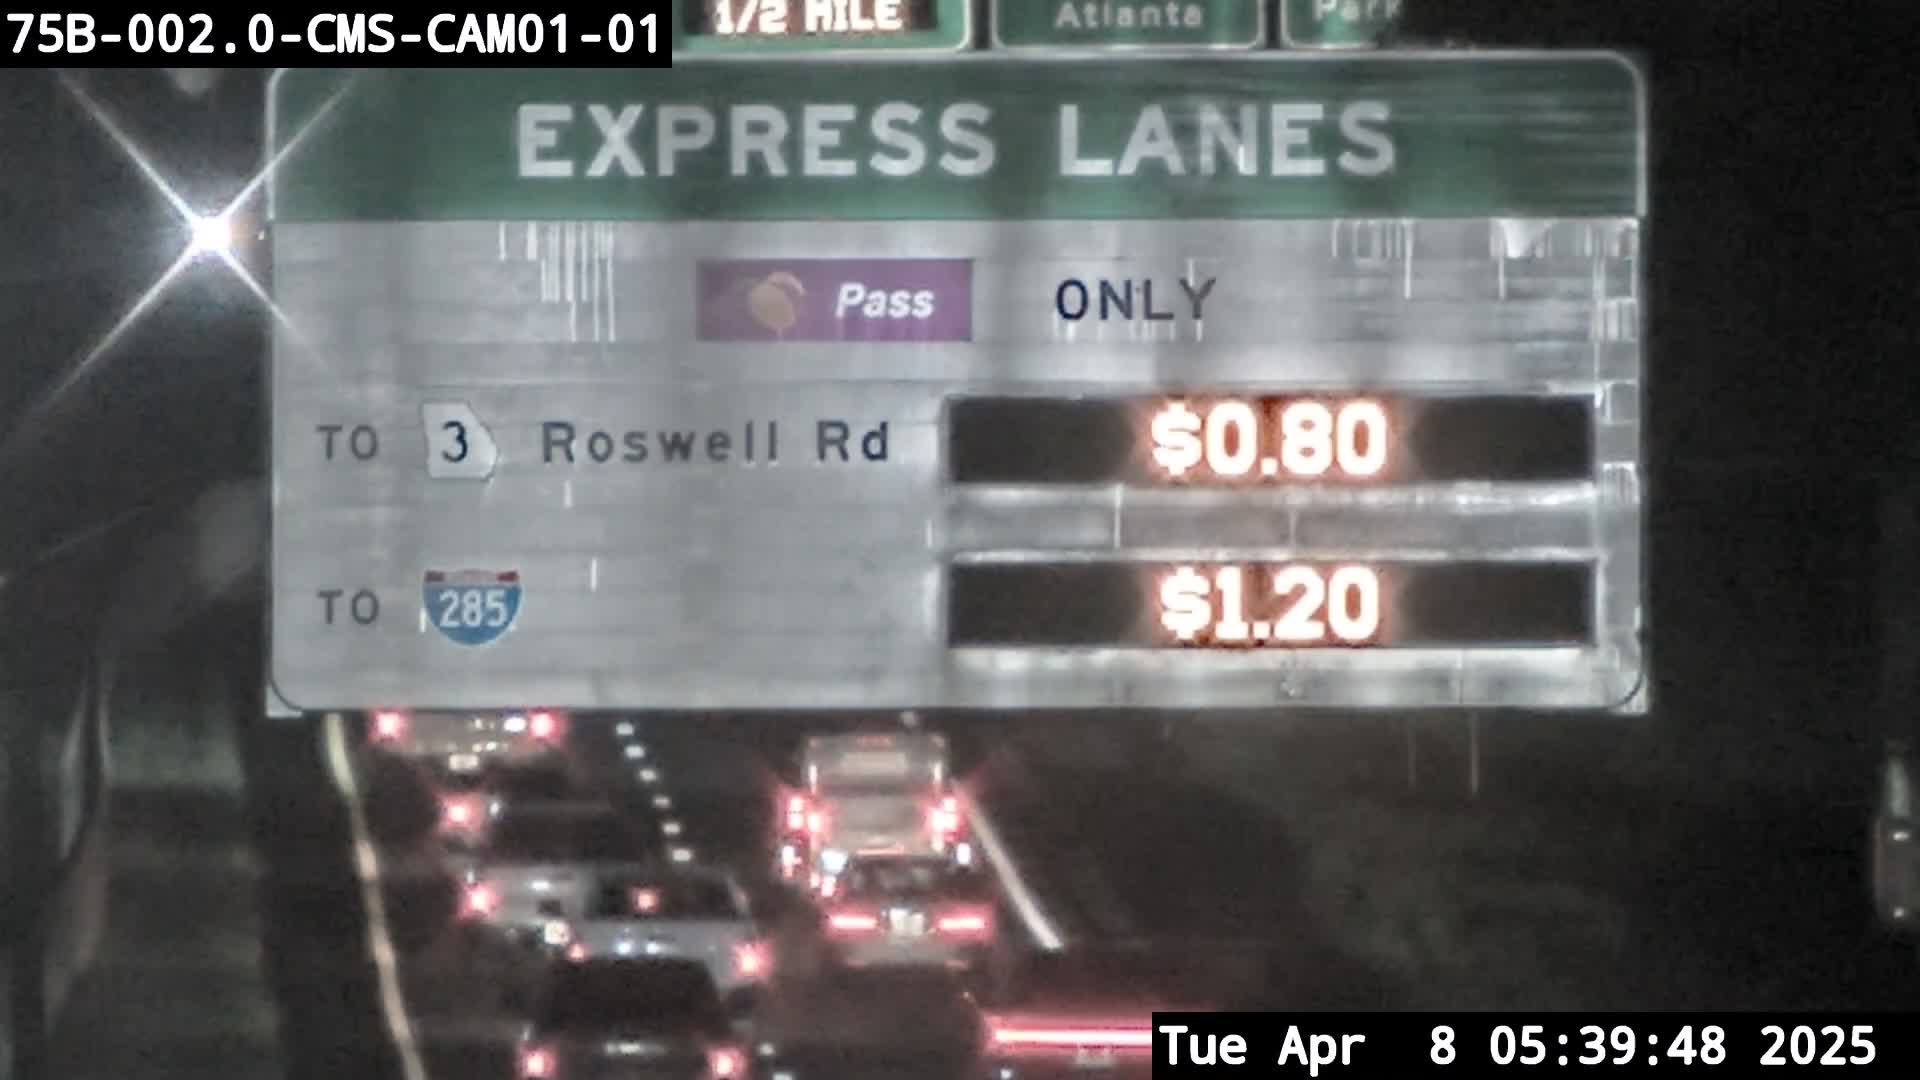 75B-002.0-CMS-CAM01-01
1/2 MILE
Atlanta
Park
EXPRESS LANES
Pass ONLY
TO 3 Roswell Rd $0.80
TO 285 $1.20
Tue Apr 8 05:39:48 2025